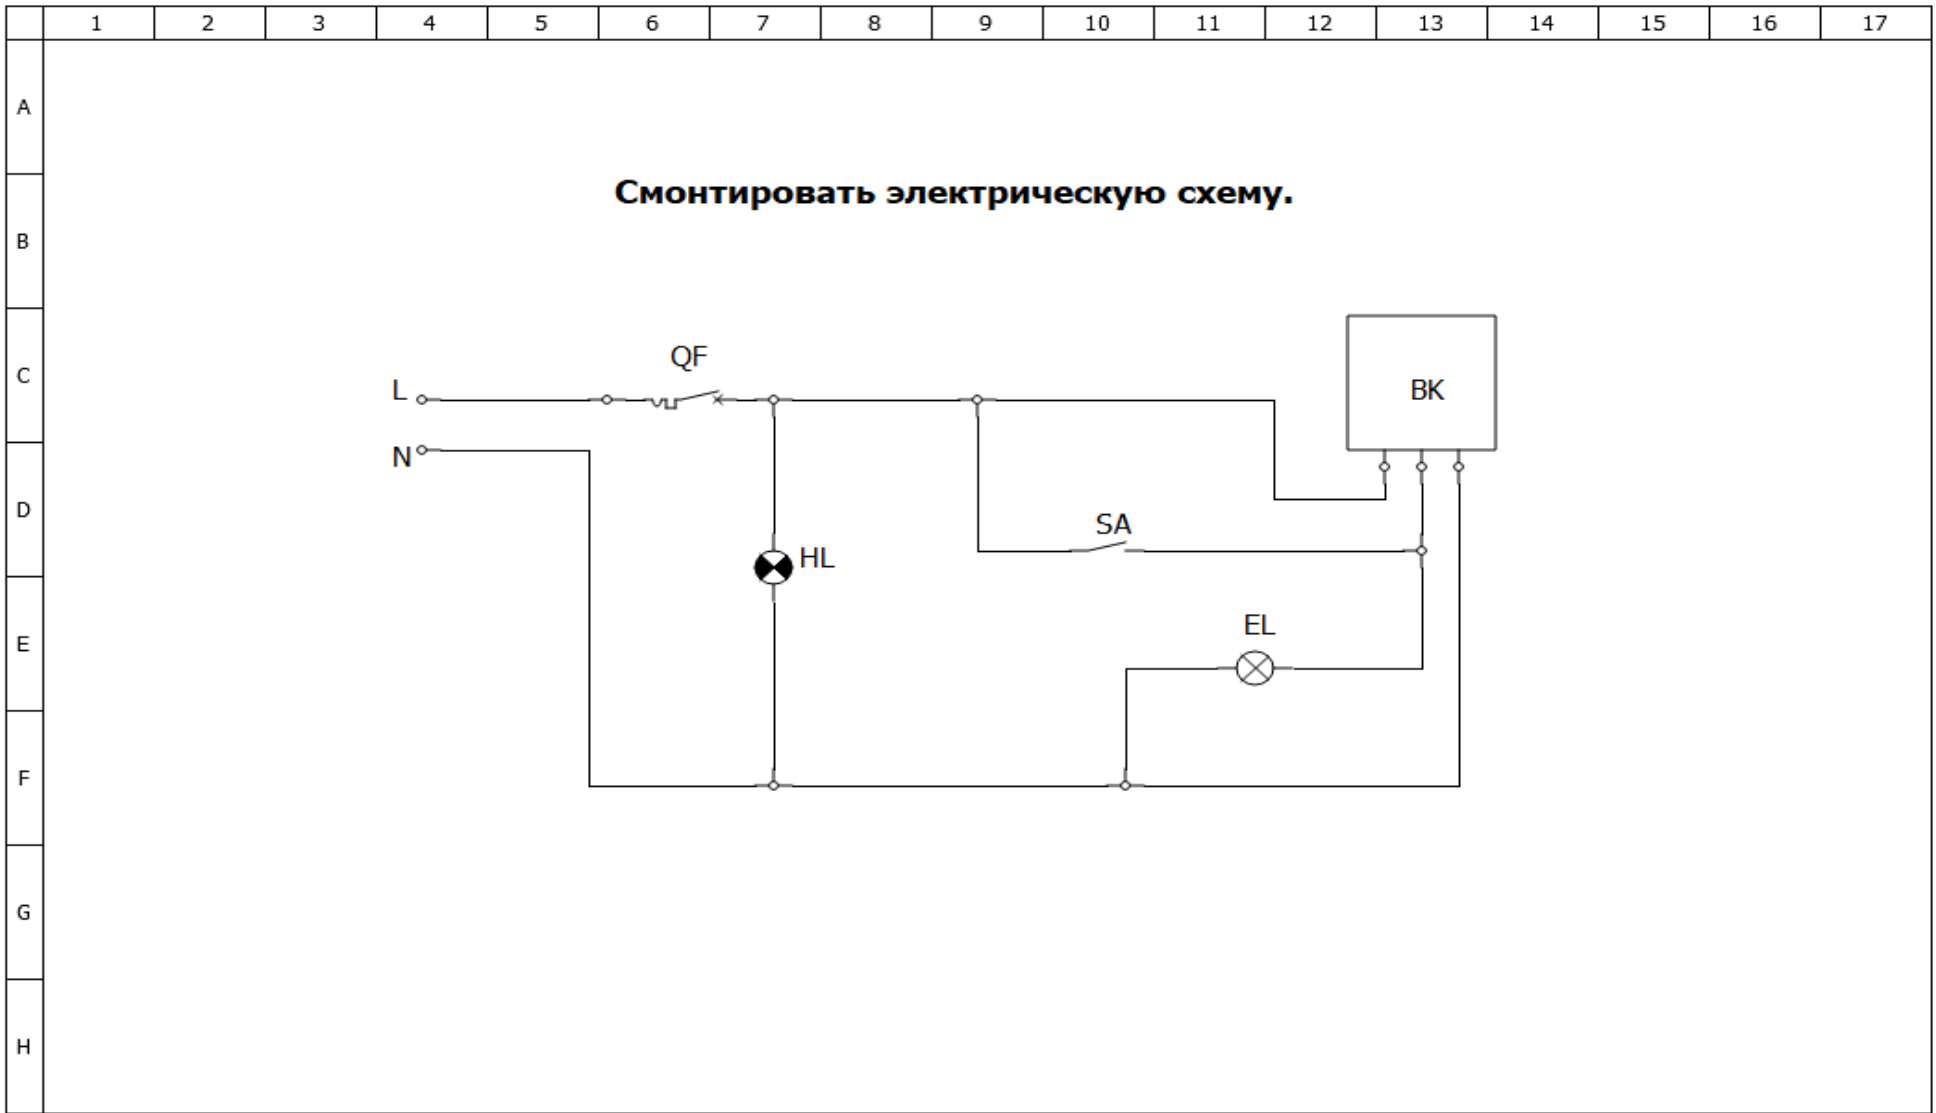 1 2 3 4 5 6 7 8 9 10 11 12 13 14 15 16 17
A
Смонтировать электрическую схему.
B
QF
C
L
BK
N
D
SA
HL
EL
E
F
G
H